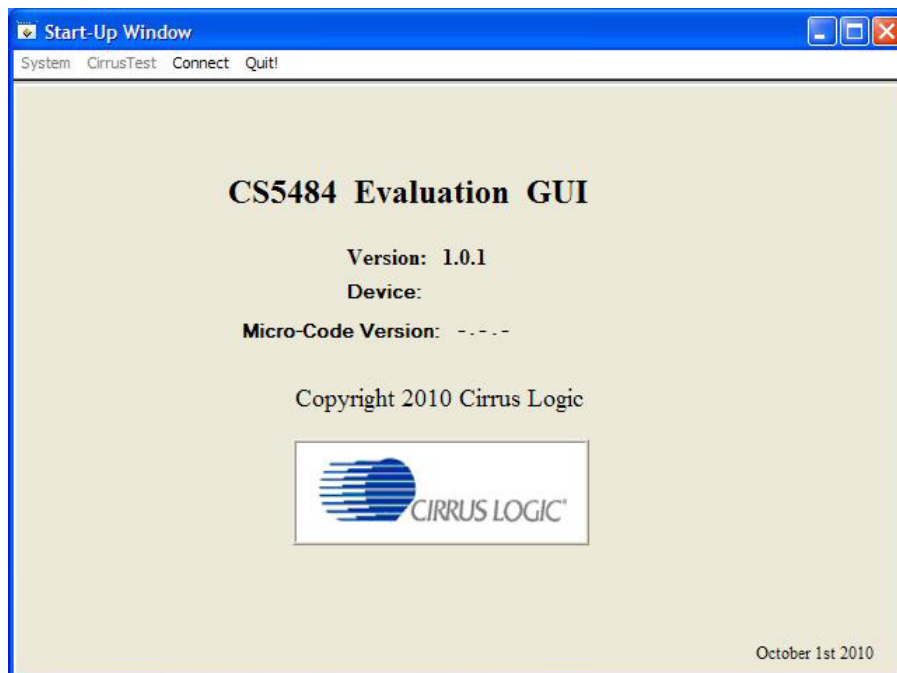 Start-Up Window
System CirrusTest Connect Quit!
CS5484 Evaluation GUI
Version: 1.0.1
Device:
Micro-Code Version: -.-.-
Copyright 2010 Cirrus Logic
CIRRUS LOGIC®
October 1st 2010